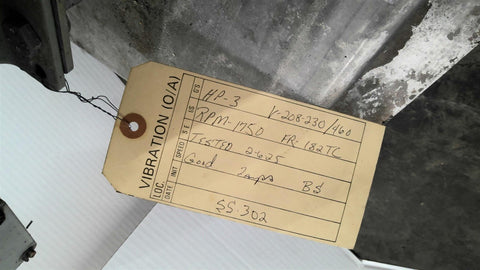 VIBRATION (O/A)
LOC.
DATE INIT SPEED
HP-3 V-208-230/460
RPM-1750 FR-182TC
TESTED 2-6-25
Good 2amps BS
SS.302